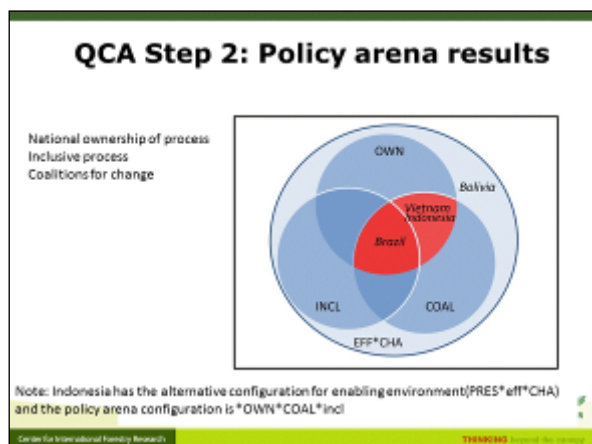 QCA Step 2: Policy arena results
National ownership of process
Inclusive process
Coalitions for change
OWN
Bolivia
Vietnam
Indonesia
Brazil
INCL
COAL
EFF*CHA
Note: Indonesia has the alternative configuration for enabling environment(PRES*eff*CHA)
and the policy arena configuration is *OWN*COAL*incl
Center for International Forestry Research
THINKING beyond the canopy